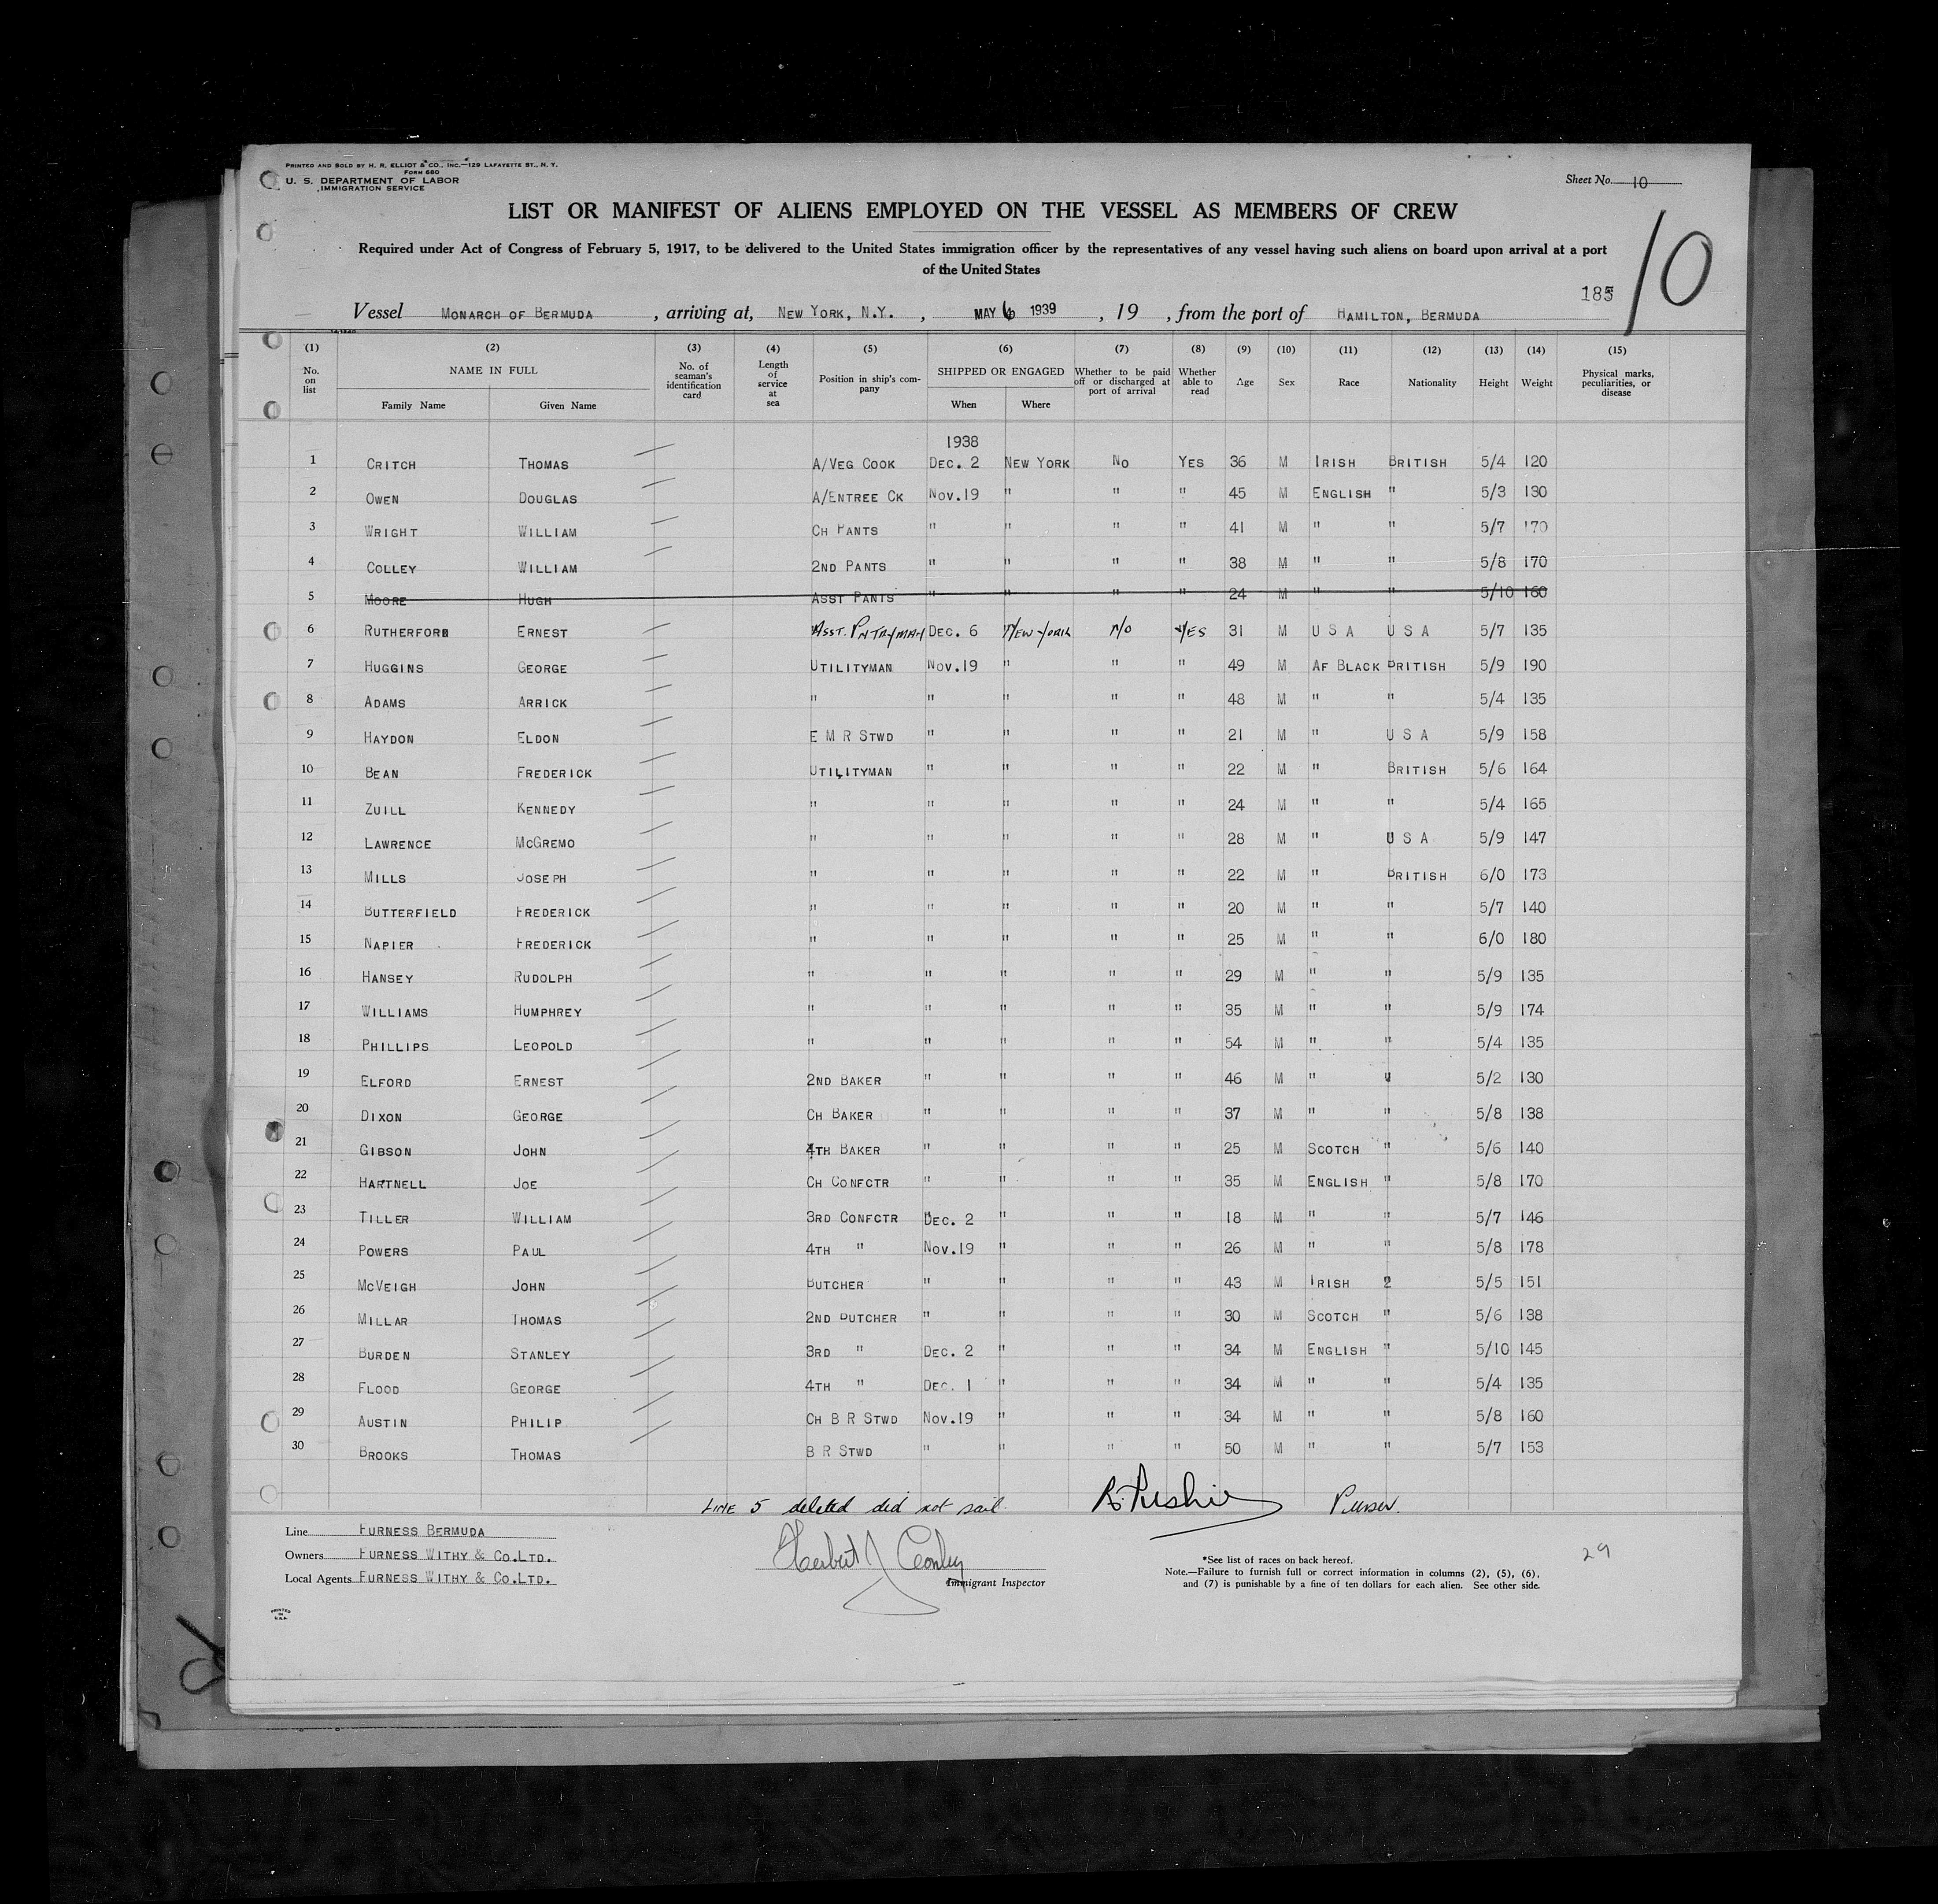 PRINTED AND SOLD BY H. R. ELLIOT & CO., INC.—129 LAFAYETTE ST., N. Y.
FORM 680
U. S. DEPARTMENT OF LABOR
IMMIGRATION SERVICE
Sheet No. 10
LIST OR MANIFEST OF ALIENS EMPLOYED ON THE VESSEL AS MEMBERS OF CREW
10
Required under Act of Congress of February 5, 1917, to be delivered to the United States immigration officer by the representatives of any vessel having such aliens on board upon arrival at a port
of the United States
185
Vessel MONARCH OF BERMUDA , arriving at, NEW YORK, N.Y. , MAY 6 1939 , 19 , from the port of HAMILTON, BERMUDA
(1) (2) (3) (4) (5) (6) (7) (8) (9) (10) (11) (12) (13) (14) (15)
No. on list NAME IN FULL Family Name Given Name No. of seaman's identification card Length of service at sea Position in ship's company SHIPPED OR ENGAGED When Where Whether to be paid off or discharged at port of arrival Whether able to read Age Sex Race Nationality Height Weight Physical marks, peculiarities, or disease
1938
1 CRITCH THOMAS A/VEG COOK DEC. 2 NEW YORK NO YES 36 M IRISH BRITISH 5/4 120
2 OWEN DOUGLAS A/ENTREE CK NOV.19 " " " 45 M ENGLISH " 5/3 130
3 WRIGHT WILLIAM CH PANTS " " " " 41 M " " 5/7 170
4 COLLEY WILLIAM 2ND PANTS " " " " 38 M " " 5/8 170
5 MOORE HUGH ASST PANTS " " " " 24 M " " 5/10 160
6 RUTHERFORD ERNEST ASST. PNTRYMAN DEC. 6 NEW YORK NO YES 31 M U S A U S A 5/7 135
7 HUGGINS GEORGE UTILITYMAN NOV.19 " " " 49 M AF BLACK BRITISH 5/9 190
8 ADAMS ARRICK " " " " " 48 M " " 5/4 135
9 HAYDON ELDON E M R STWD " " " " 21 M " U S A 5/9 158
10 BEAN FREDERICK UTILITYMAN " " " " 22 M " BRITISH 5/6 164
11 ZUILL KENNEDY " " " " " 24 M " " 5/4 165
12 LAWRENCE MCGREMO " " " " " 28 M " U S A 5/9 147
13 MILLS JOSEPH " " " " " 22 M " BRITISH 6/0 173
14 BUTTERFIELD FREDERICK " " " " " 20 M " " 5/7 140
15 NAPIER FREDERICK " " " " " 25 M " " 6/0 180
16 HANSEY RUDOLPH " " " " " 29 M " " 5/9 135
17 WILLIAMS HUMPHREY " " " " " 35 M " " 5/9 174
18 PHILLIPS LEOPOLD " " " " " 54 M " " 5/4 135
19 ELFORD ERNEST 2ND BAKER " " " " 46 M " " 5/2 130
20 DIXON GEORGE CH BAKER " " " " 37 M " " 5/8 138
21 GIBSON JOHN 4TH BAKER " " " " 25 M SCOTCH " 5/6 140
22 HARTNELL JOE CH CONFCTR " " " " 35 M ENGLISH " 5/8 170
23 TILLER WILLIAM 3RD CONFCTR DEC. 2 " " " 18 M " " 5/7 146
24 POWERS PAUL 4TH " NOV.19 " " " 26 M " " 5/8 178
25 MCVEIGH JOHN BUTCHER " " " " 43 M IRISH 2 5/5 151
26 MILLAR THOMAS 2ND BUTCHER " " " " 30 M SCOTCH " 5/6 138
27 BURDEN STANLEY 3RD " DEC. 2 " " " 34 M ENGLISH " 5/10 145
28 FLOOD GEORGE 4TH " DEC. 1 " " " 34 M " " 5/4 135
29 AUSTIN PHILIP CH B R STWD NOV.19 " " " 34 M " " 5/8 160
30 BROOKS THOMAS B R STWD " " " " 50 M " " 5/7 153
LINE 5 deleted did not sail. Purser.
Line FURNESS BERMUDA
Owners FURNESS WITHY & CO.LTD.
Local Agents FURNESS WITHY & CO.LTD.
Herbert J Conley
Immigrant Inspector
*See list of races on back hereof.
Note.—Failure to furnish full or correct information in columns (2), (5), (6),
and (7) is punishable by a fine of ten dollars for each alien. See other side.
29
PRINTED
IN
U.S.A.